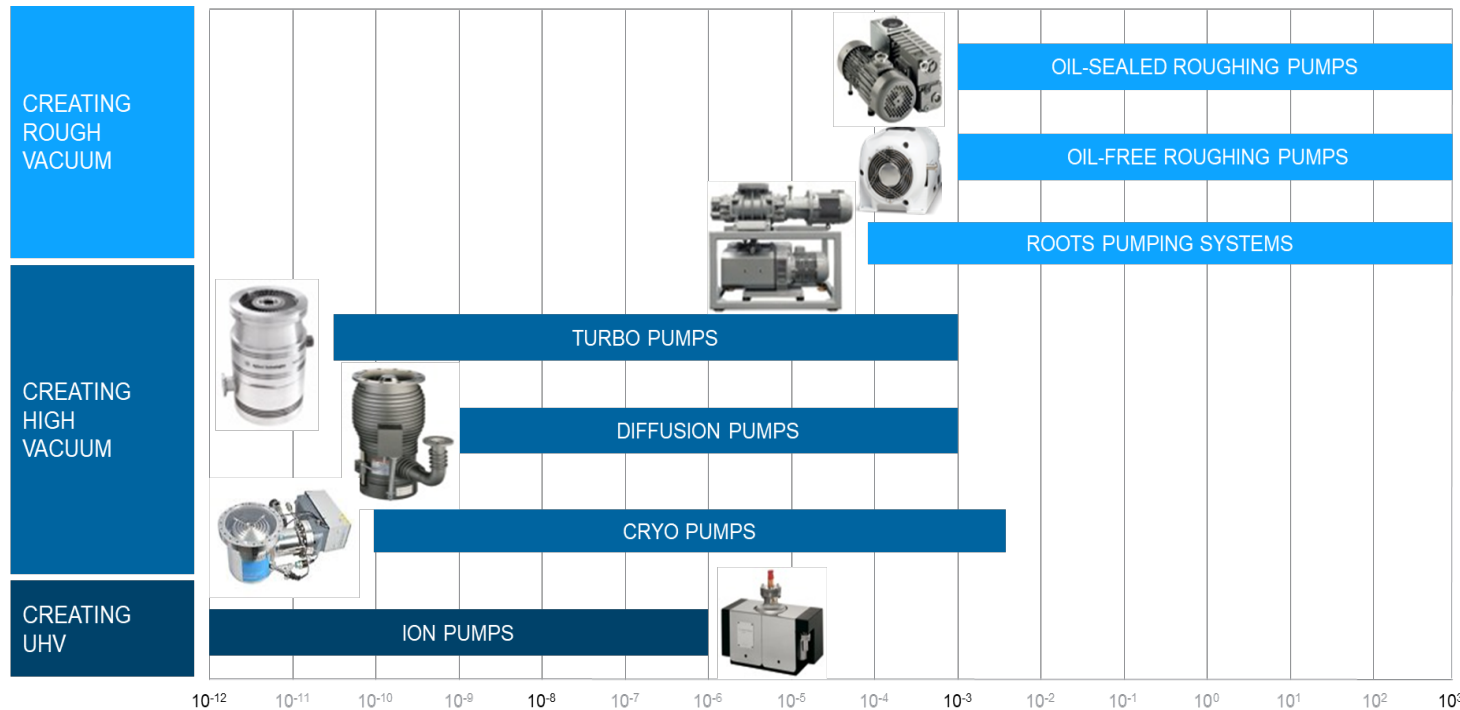 CREATING
ROUGH
VACUUM
OIL-SEALED ROUGHING PUMPS
OIL-FREE ROUGHING PUMPS
ROOTS PUMPING SYSTEMS
CREATING
HIGH
VACUUM
TURBO PUMPS
DIFFUSION PUMPS
CRYO PUMPS
CREATING
UHV
ION PUMPS
10⁻¹² 10⁻¹¹ 10⁻¹⁰ 10⁻⁹ 10⁻⁸ 10⁻⁷ 10⁻⁶ 10⁻⁵ 10⁻⁴ 10⁻³ 10⁻² 10⁻¹ 10⁰ 10¹ 10² 10³